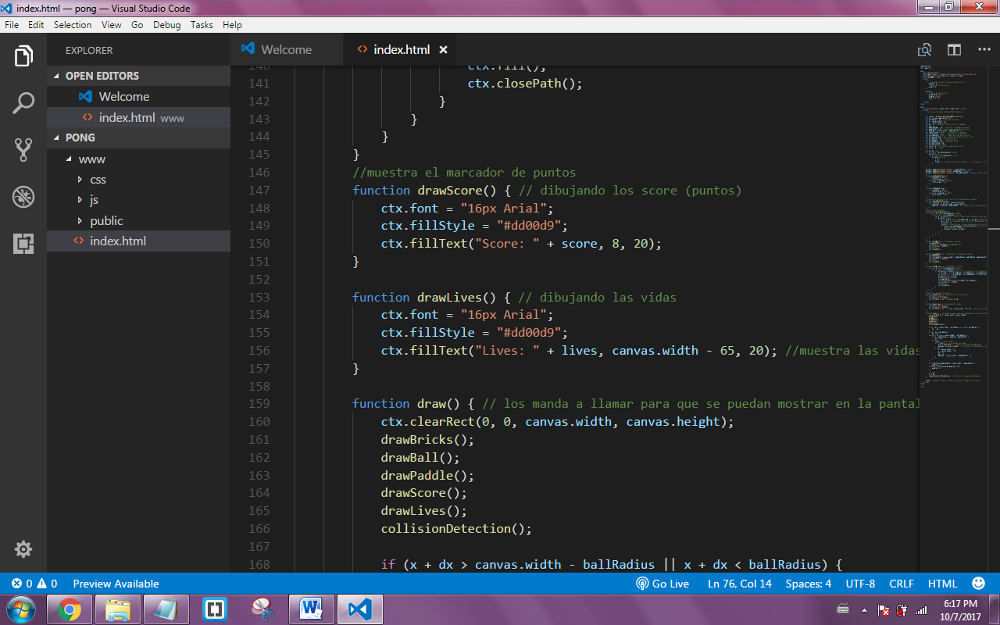 index.html — pong — Visual Studio Code
File Edit Selection View Go Debug Tasks Help
EXPLORER
OPEN EDITORS
Welcome
index.html www
PONG
www
css
js
public
index.html
Welcome
index.html
140 ctx.fill();
141 ctx.closePath();
142 }
143 }
144 }
145 }
146 //muestra el marcador de puntos
147 function drawScore() { // dibujando los score (puntos)
148 ctx.font = "16px Arial";
149 ctx.fillStyle = "#dd00d9";
150 ctx.fillText("Score: " + score, 8, 20);
151 }
152
153 function drawLives() { // dibujando las vidas
154 ctx.font = "16px Arial";
155 ctx.fillStyle = "#dd00d9";
156 ctx.fillText("Lives: " + lives, canvas.width - 65, 20); //muestra las vidas
157 }
158
159 function draw() { // los manda a llamar para que se puedan mostrar en la pantal
160 ctx.clearRect(0, 0, canvas.width, canvas.height);
161 drawBricks();
162 drawBall();
163 drawPaddle();
164 drawScore();
165 drawLives();
166 collisionDetection();
167
168 if (x + dx > canvas.width - ballRadius || x + dx < ballRadius) {
0 0 Preview Available
Go Live Ln 76, Col 14 Spaces: 4 UTF-8 CRLF HTML
6:17 PM
10/7/2017